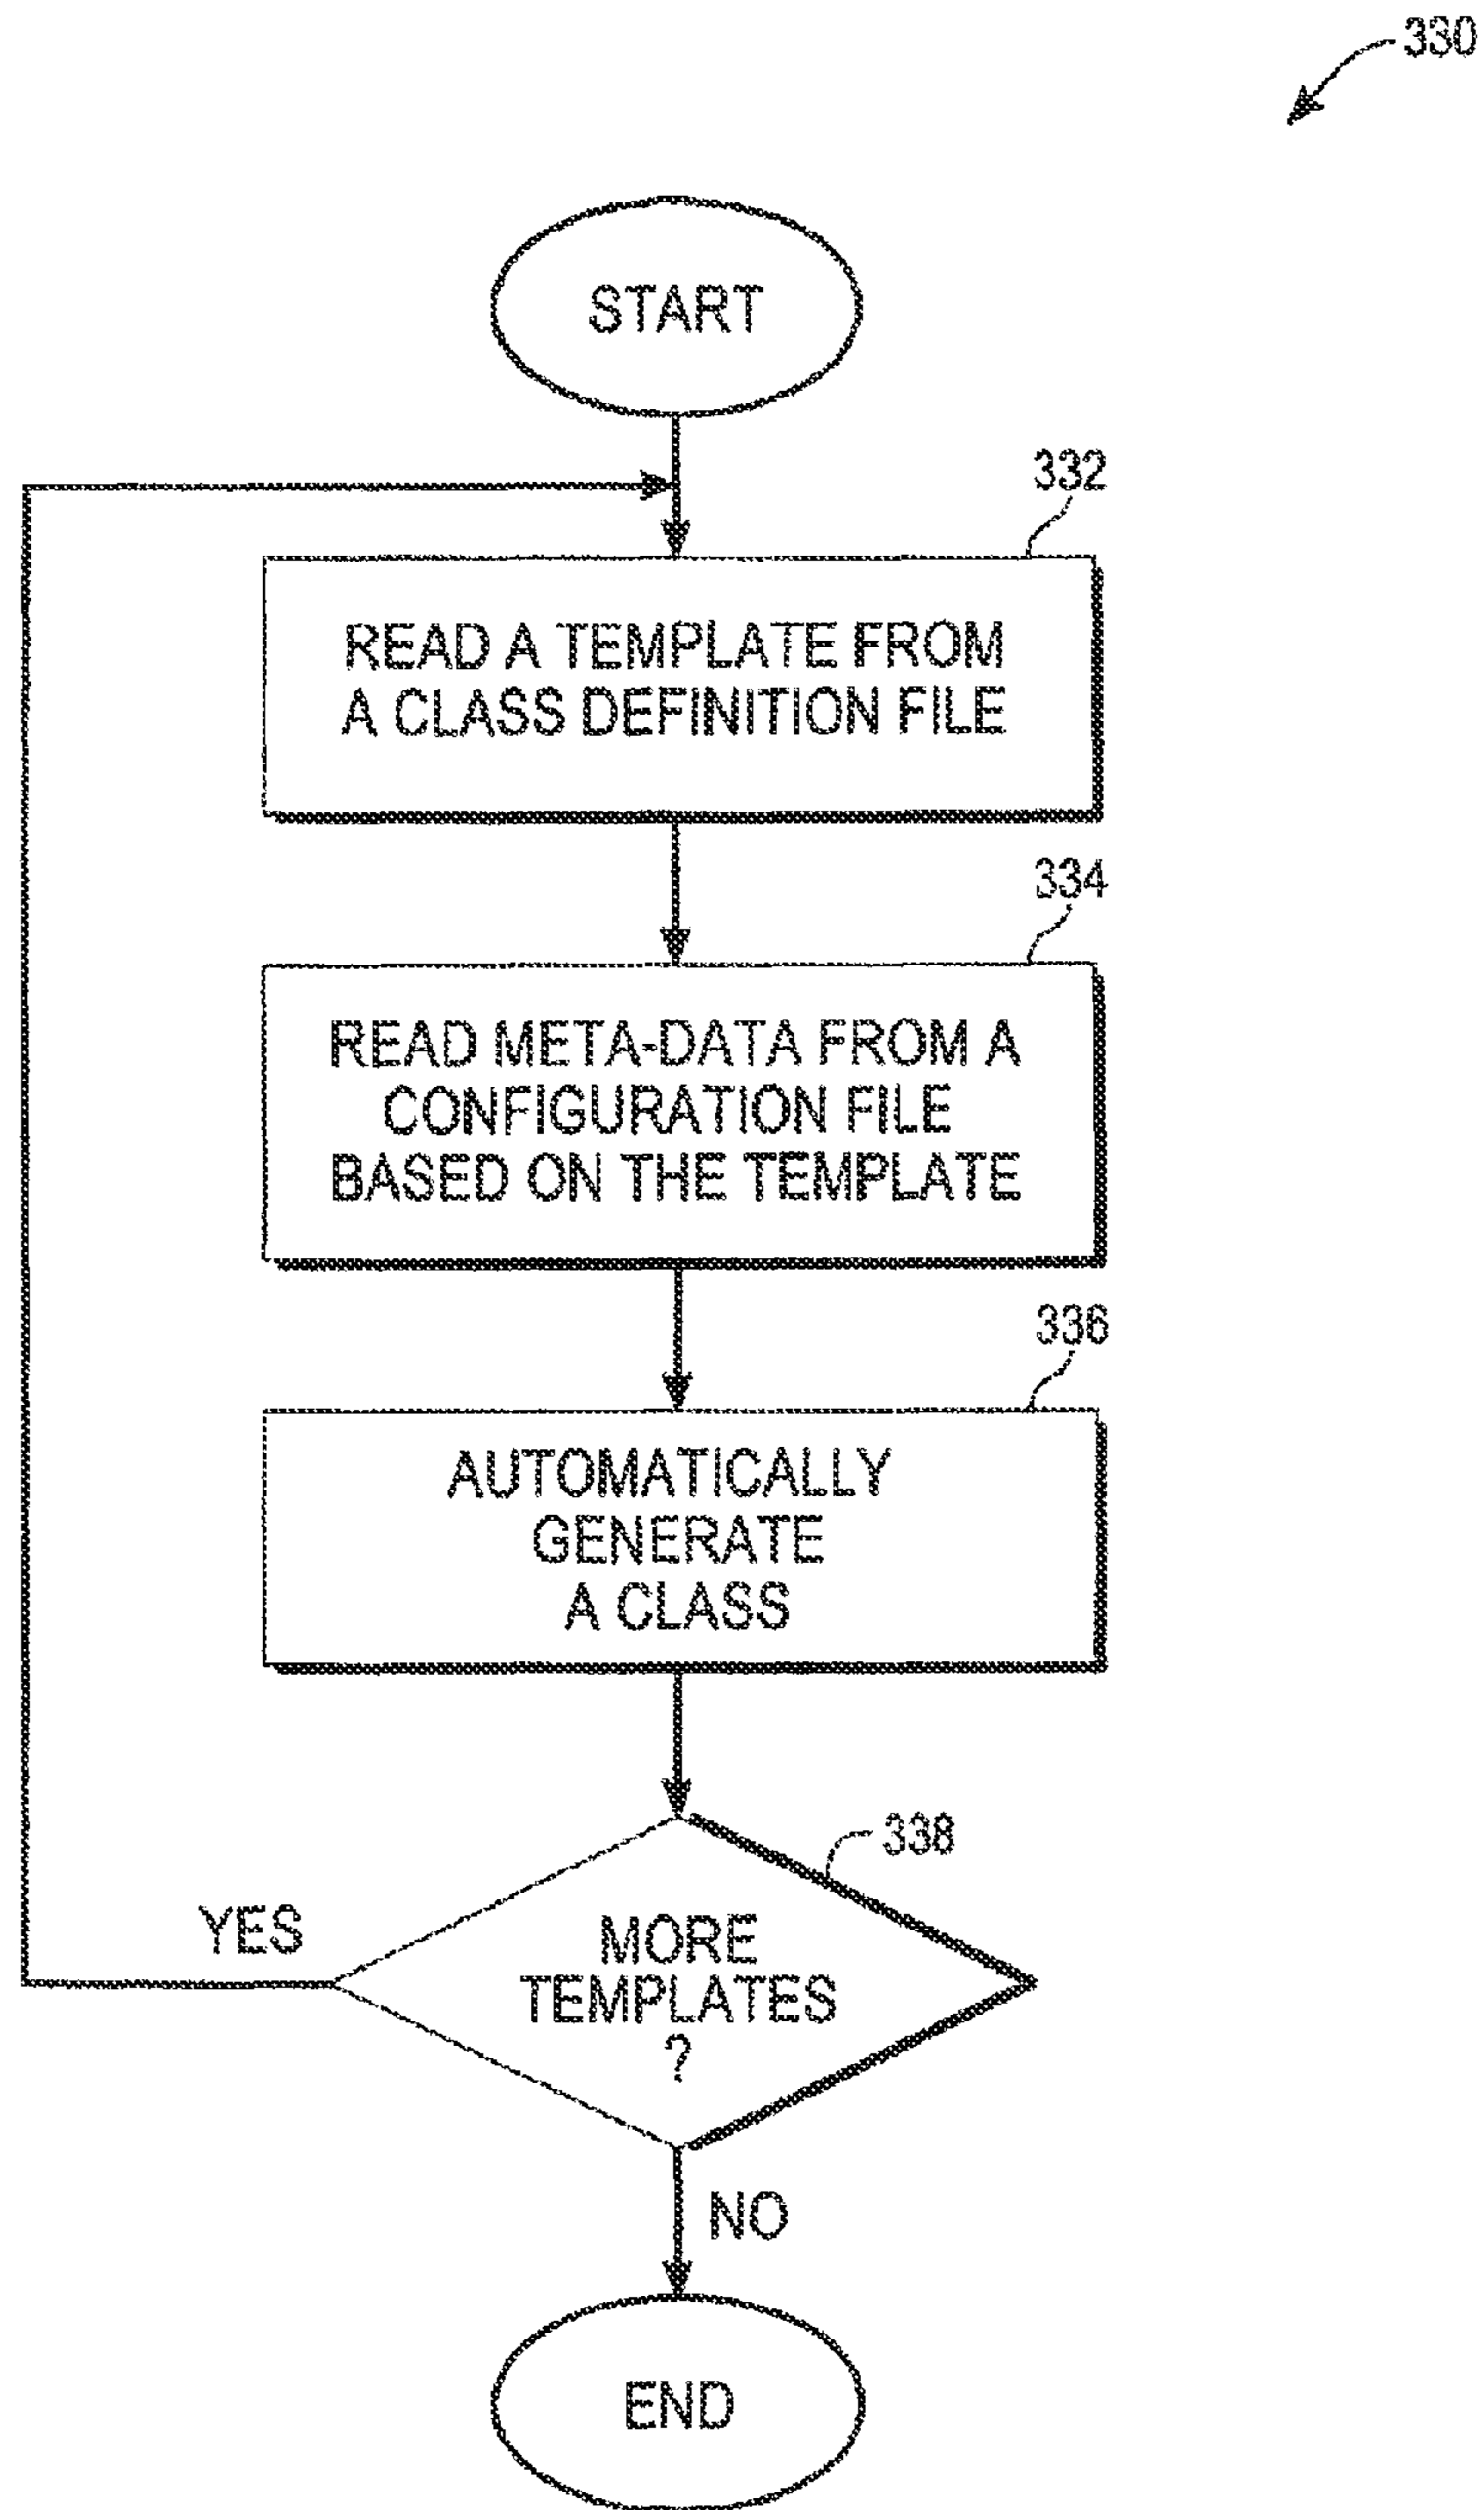 330
START
332
READ A TEMPLATE FROM
A CLASS DEFINITION FILE
334
READ META-DATA FROM A
CONFIGURATION FILE
BASED ON THE TEMPLATE
336
AUTOMATICALLY
GENERATE
A CLASS
338
YES
MORE
TEMPLATES
?
NO
END